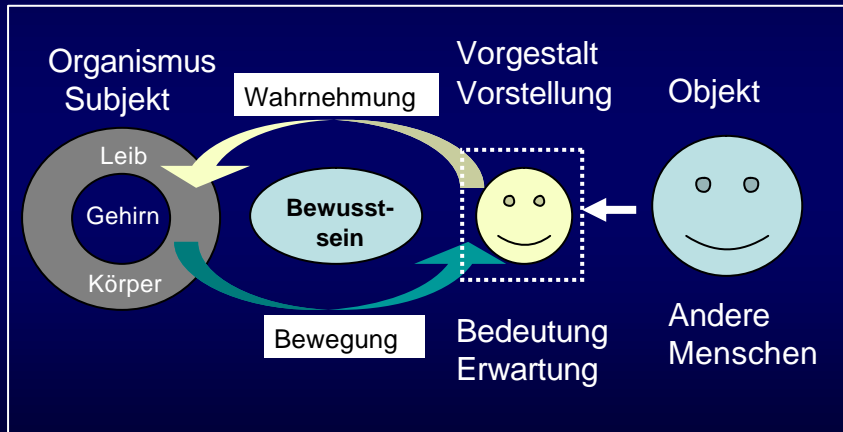 Organismus
Subjekt
Leib
Gehirn
Körper
Wahrnehmung
Bewusst-
sein
Bewegung
Vorgestalt
Vorstellung
Bedeutung
Erwartung
Objekt
Andere
Menschen